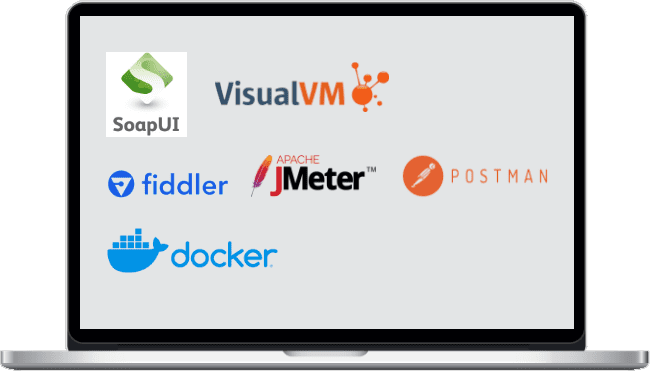 SoapUI
VisualVM
fiddler
APACHE
JMeter™
POSTMAN
docker